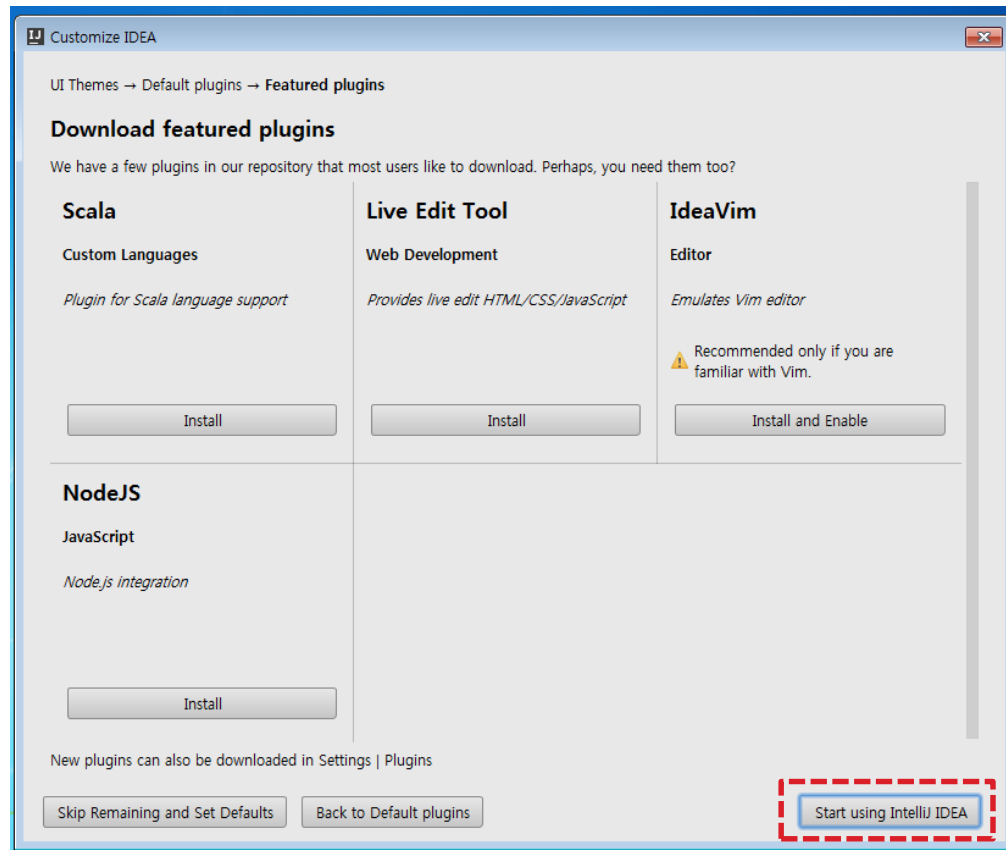 IJ
Customize IDEA
UI Themes → Default plugins → Featured plugins
Download featured plugins
We have a few plugins in our repository that most users like to download. Perhaps, you need them too?
Scala
Custom Languages
Plugin for Scala language support
Install
Live Edit Tool
Web Development
Provides live edit HTML/CSS/JavaScript
Install
IdeaVim
Editor
Emulates Vim editor
Recommended only if you are
familiar with Vim.
Install and Enable
NodeJS
JavaScript
Node.js integration
Install
New plugins can also be downloaded in Settings | Plugins
Skip Remaining and Set Defaults
Back to Default plugins
Start using IntelliJ IDEA